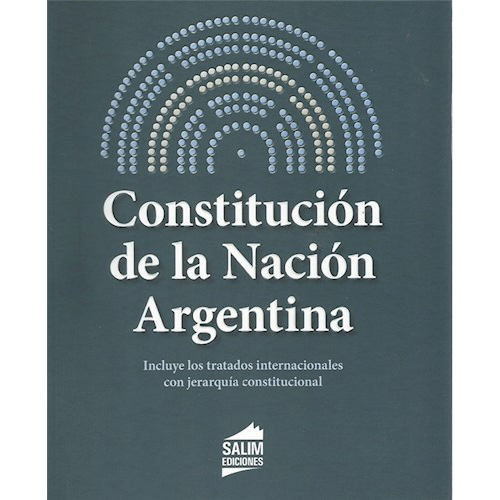 Constitución
de la Nación
Argentina
Incluye los tratados internacionales
con jerarquía constitucional
SALIM
EDICIONES